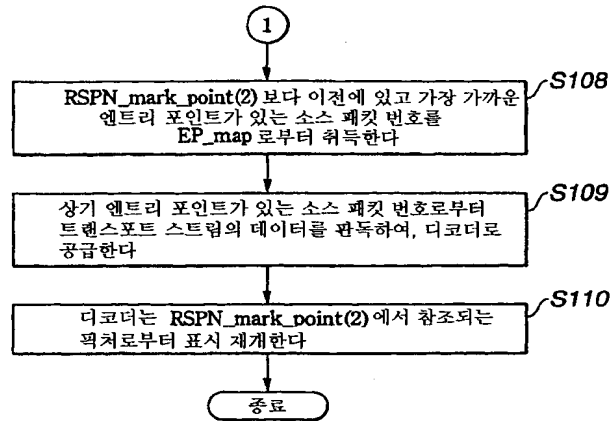 1
S108
RSPN_mark_point(2) 보다 이전에 있고 가장 가까운
엔트리 포인트가 있는 소스 패킷 번호를
EP_map 로부터 취득한다
S109
상기 엔트리 포인트가 있는 소스 패킷 번호로부터
트랜스포트 스트림의 데이터를 판독하여, 디코더로
공급한다
S110
디코더는 RSPN_mark_point(2) 에서 참조되는
픽처로부터 표시 재개한다
종료